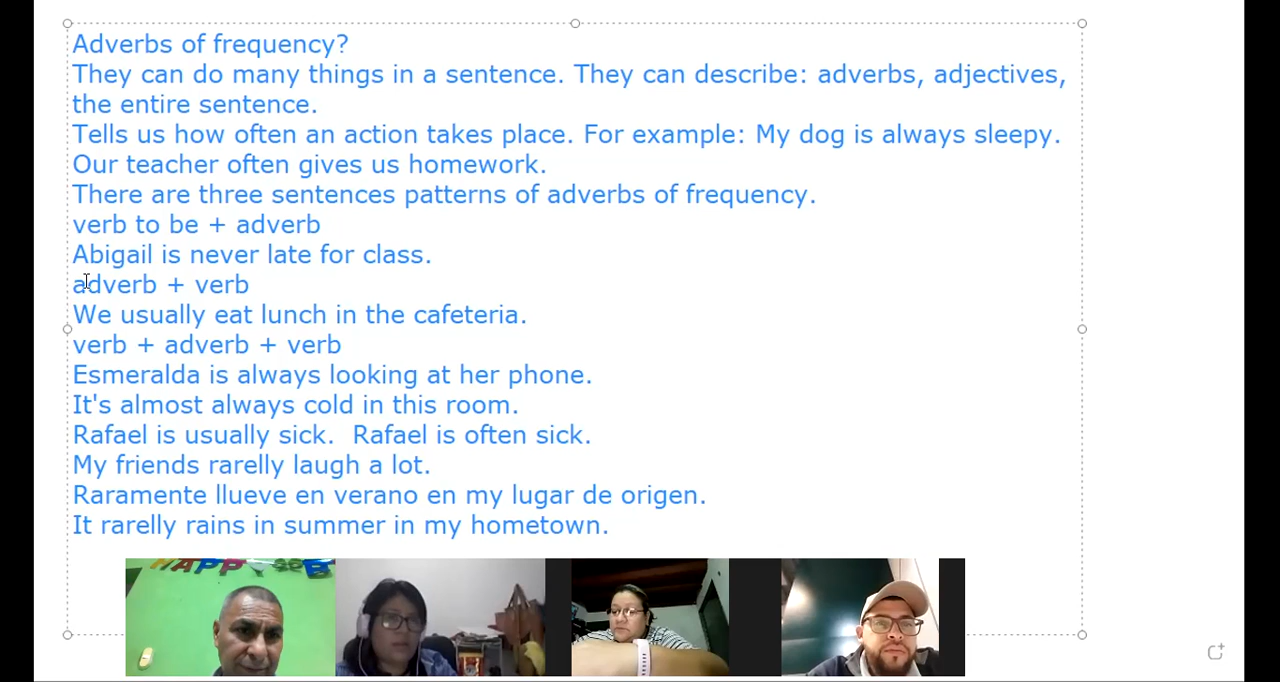 Adverbs of frequency?
They can do many things in a sentence. They can describe: adverbs, adjectives,
the entire sentence.
Tells us how often an action takes place. For example: My dog is always sleepy.
Our teacher often gives us homework.
There are three sentences patterns of adverbs of frequency.
verb to be + adverb
Abigail is never late for class.
adverb + verb
We usually eat lunch in the cafeteria.
verb + adverb + verb
Esmeralda is always looking at her phone.
It's almost always cold in this room.
Rafael is usually sick.  Rafael is often sick.
My friends rarelly laugh a lot.
Raramente llueve en verano en my lugar de origen.
It rarelly rains in summer in my hometown.
HAPPY